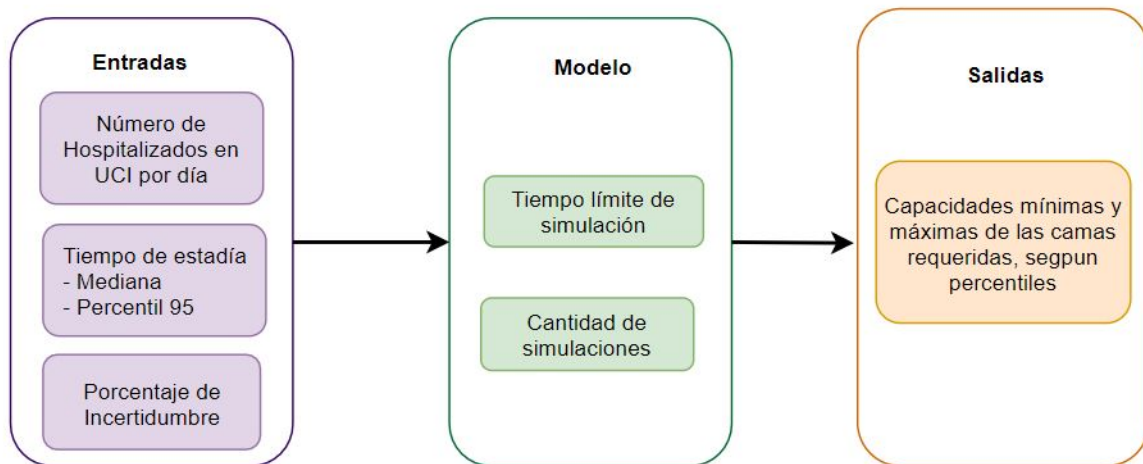 Entradas
Número de
Hospitalizados en
UCI por día
Tiempo de estadía
- Mediana
- Percentil 95
Porcentaje de
Incertidumbre
Modelo
Tiempo límite de
simulación
Cantidad de
simulaciones
Salidas
Capacidades mínimas y
máximas de las camas
requeridas, segpun
percentiles